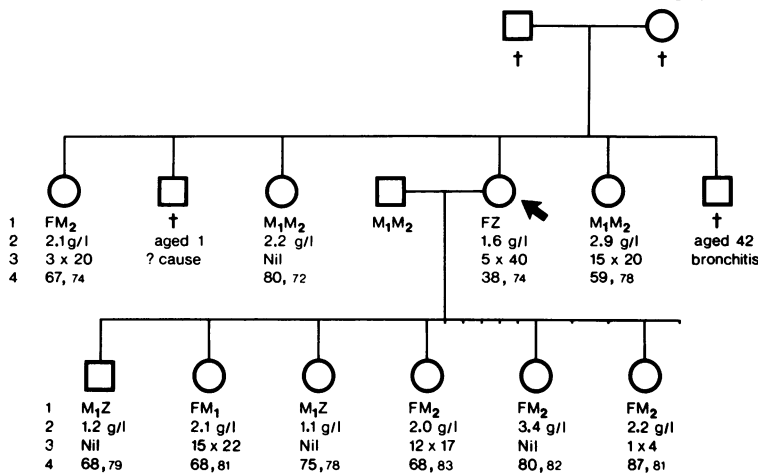 † †
1 FM₂ † M₁M₂ M₁M₂ FZ M₁M₂ †
2 2.1 g/l aged 1 2.2 g/l 1.6 g/l 2.9 g/l aged 42
3 3 x 20 ? cause Nil 5 x 40 15 x 20 bronchitis
4 67, 74 80, 72 38, 74 59, 78
1 M₁Z FM₁ M₁Z FM₂ FM₂ FM₂
2 1.2 g/l 2.1 g/l 1.1 g/l 2.0 g/l 3.4 g/l 2.2 g/l
3 Nil 15 x 22 Nil 12 x 17 Nil 1 x 4
4 68, 79 68, 81 75, 78 68, 83 80, 82 87, 81